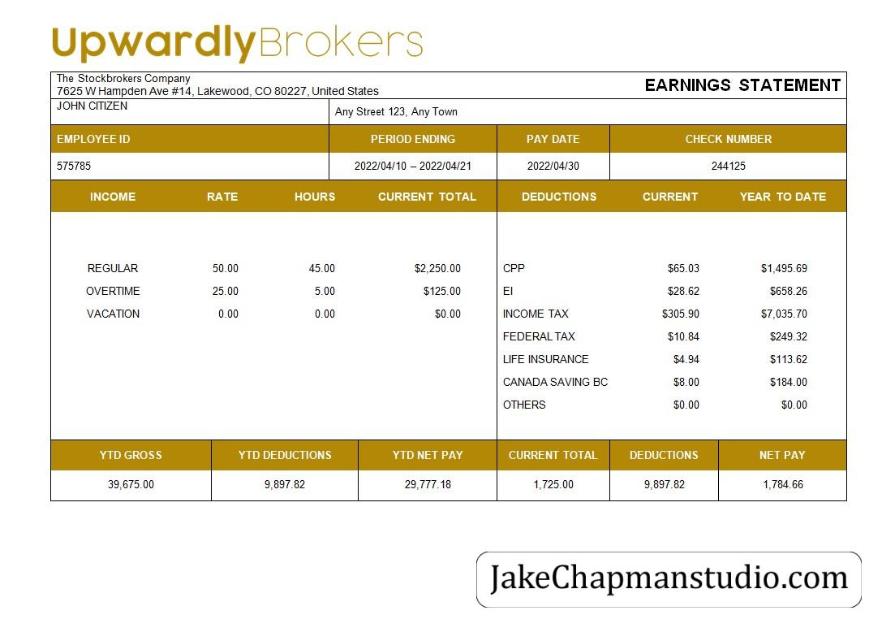 UpwardlyBrokers
The Stockbrokers Company
7625 W Hampden Ave #14, Lakewood, CO 80227, United States
EARNINGS STATEMENT
JOHN CITIZEN
Any Street 123, Any Town
EMPLOYEE ID PERIOD ENDING PAY DATE CHECK NUMBER
575785 2022/04/10 – 2022/04/21 2022/04/30 244125
INCOME RATE HOURS CURRENT TOTAL DEDUCTIONS CURRENT YEAR TO DATE
REGULAR 50.00 45.00 $2,250.00 CPP $65.03 $1,495.69
OVERTIME 25.00 5.00 $125.00 EI $28.62 $658.26
VACATION 0.00 0.00 $0.00 INCOME TAX $305.90 $7,035.70
FEDERAL TAX $10.84 $249.32
LIFE INSURANCE $4.94 $113.62
CANADA SAVING BC $8.00 $184.00
OTHERS $0.00 $0.00
YTD GROSS YTD DEDUCTIONS YTD NET PAY CURRENT TOTAL DEDUCTIONS NET PAY
39,675.00 9,897.82 29,777.18 1,725.00 9,897.82 1,784.66
JakeChapmanstudio.com